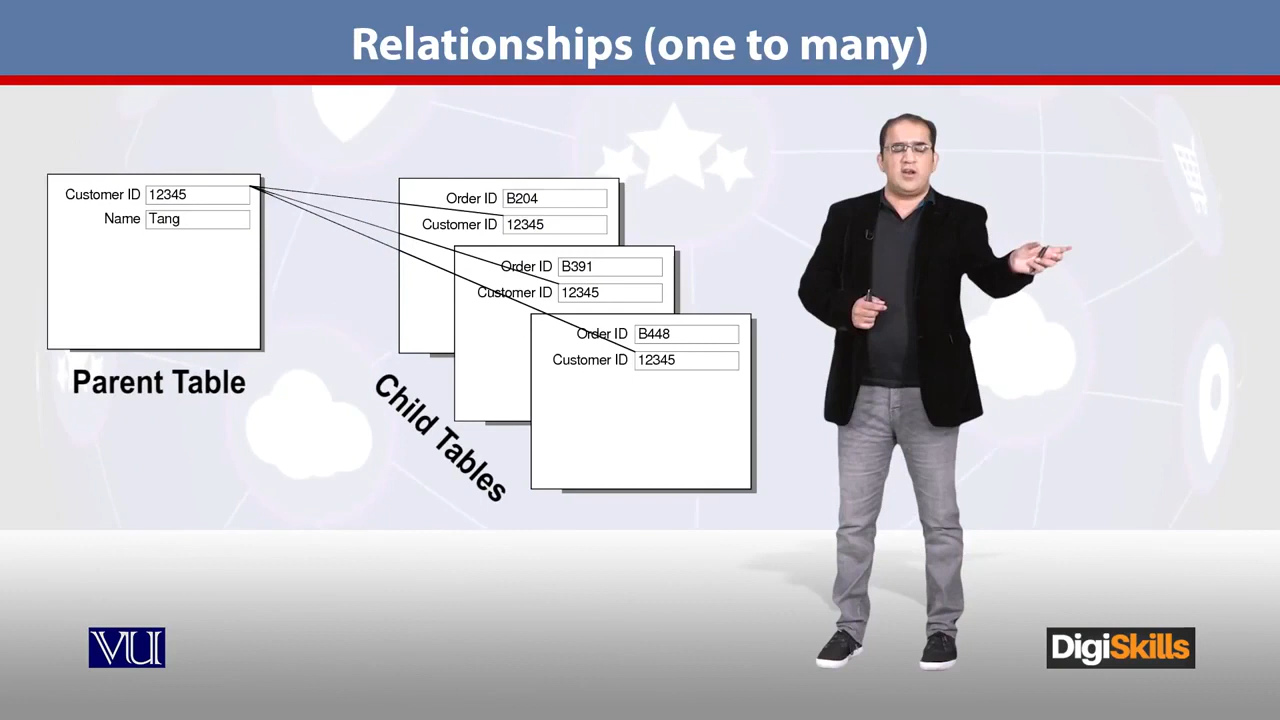 Relationships (one to many)
Customer ID 12345
Name Tang
Parent Table
Order ID B204
Customer ID 12345
Order ID B391
Customer ID 12345
Order ID B448
Customer ID 12345
Child Tables
VU
DigiSkills